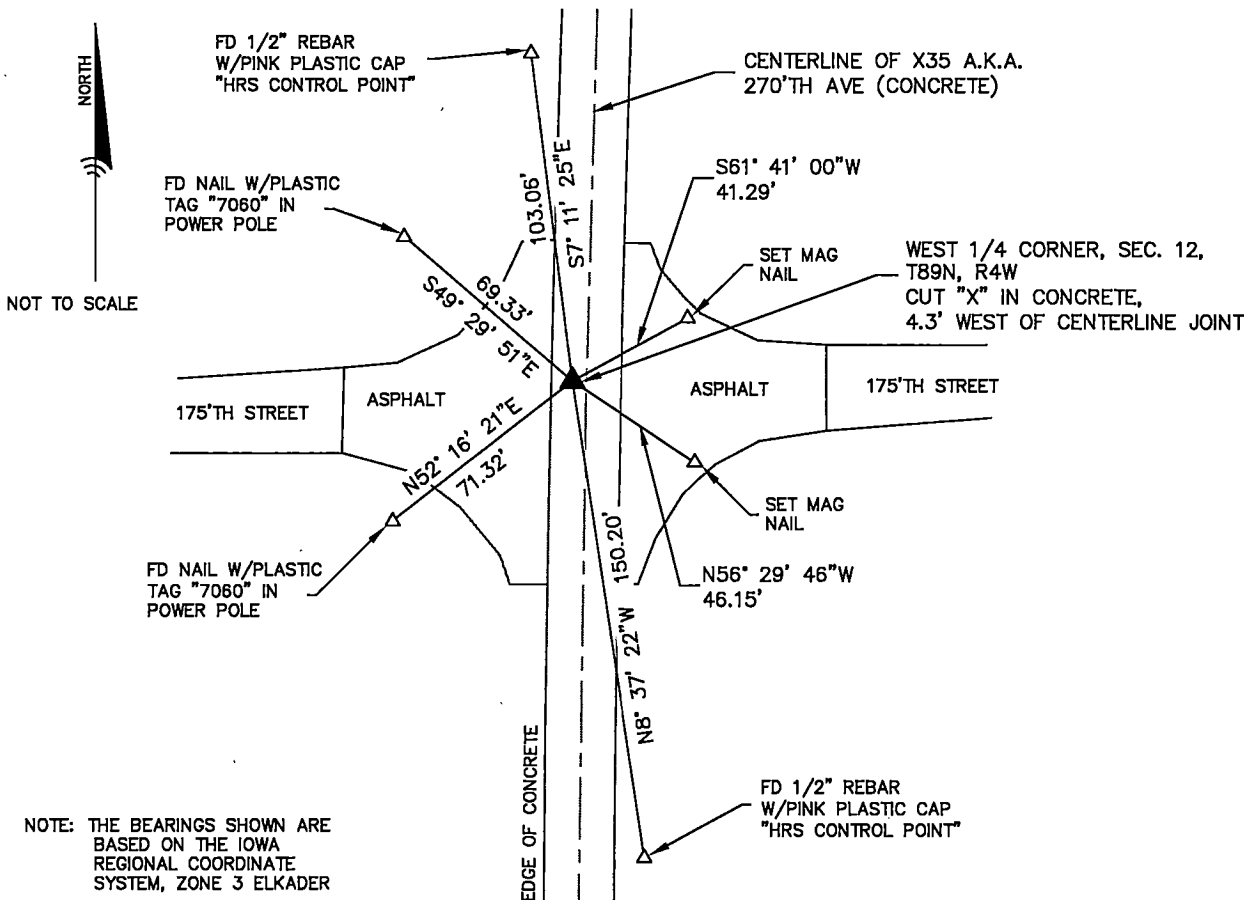 FD 1/2" REBAR
W/PINK PLASTIC CAP
"HRS CONTROL POINT"
CENTERLINE OF X35 A.K.A.
270'TH AVE (CONCRETE)
NORTH
NOT TO SCALE
FD NAIL W/PLASTIC
TAG "7060" IN
POWER POLE
103.06'
S7° 11' 25"E
S61° 41' 00"W
41.29'
69.33'
S49° 29' 51"E
SET MAG
NAIL
WEST 1/4 CORNER, SEC. 12,
T89N, R4W
CUT "X" IN CONCRETE,
4.3' WEST OF CENTERLINE JOINT
175'TH STREET
ASPHALT
ASPHALT
175'TH STREET
N52° 16' 21"E
71.32'
SET MAG
NAIL
FD NAIL W/PLASTIC
TAG "7060" IN
POWER POLE
N56° 29' 46"W
46.15'
N8° 37' 22"W 150.20'
EDGE OF CONCRETE
FD 1/2" REBAR
W/PINK PLASTIC CAP
"HRS CONTROL POINT"
NOTE: THE BEARINGS SHOWN ARE
BASED ON THE IOWA
REGIONAL COORDINATE
SYSTEM, ZONE 3 ELKADER